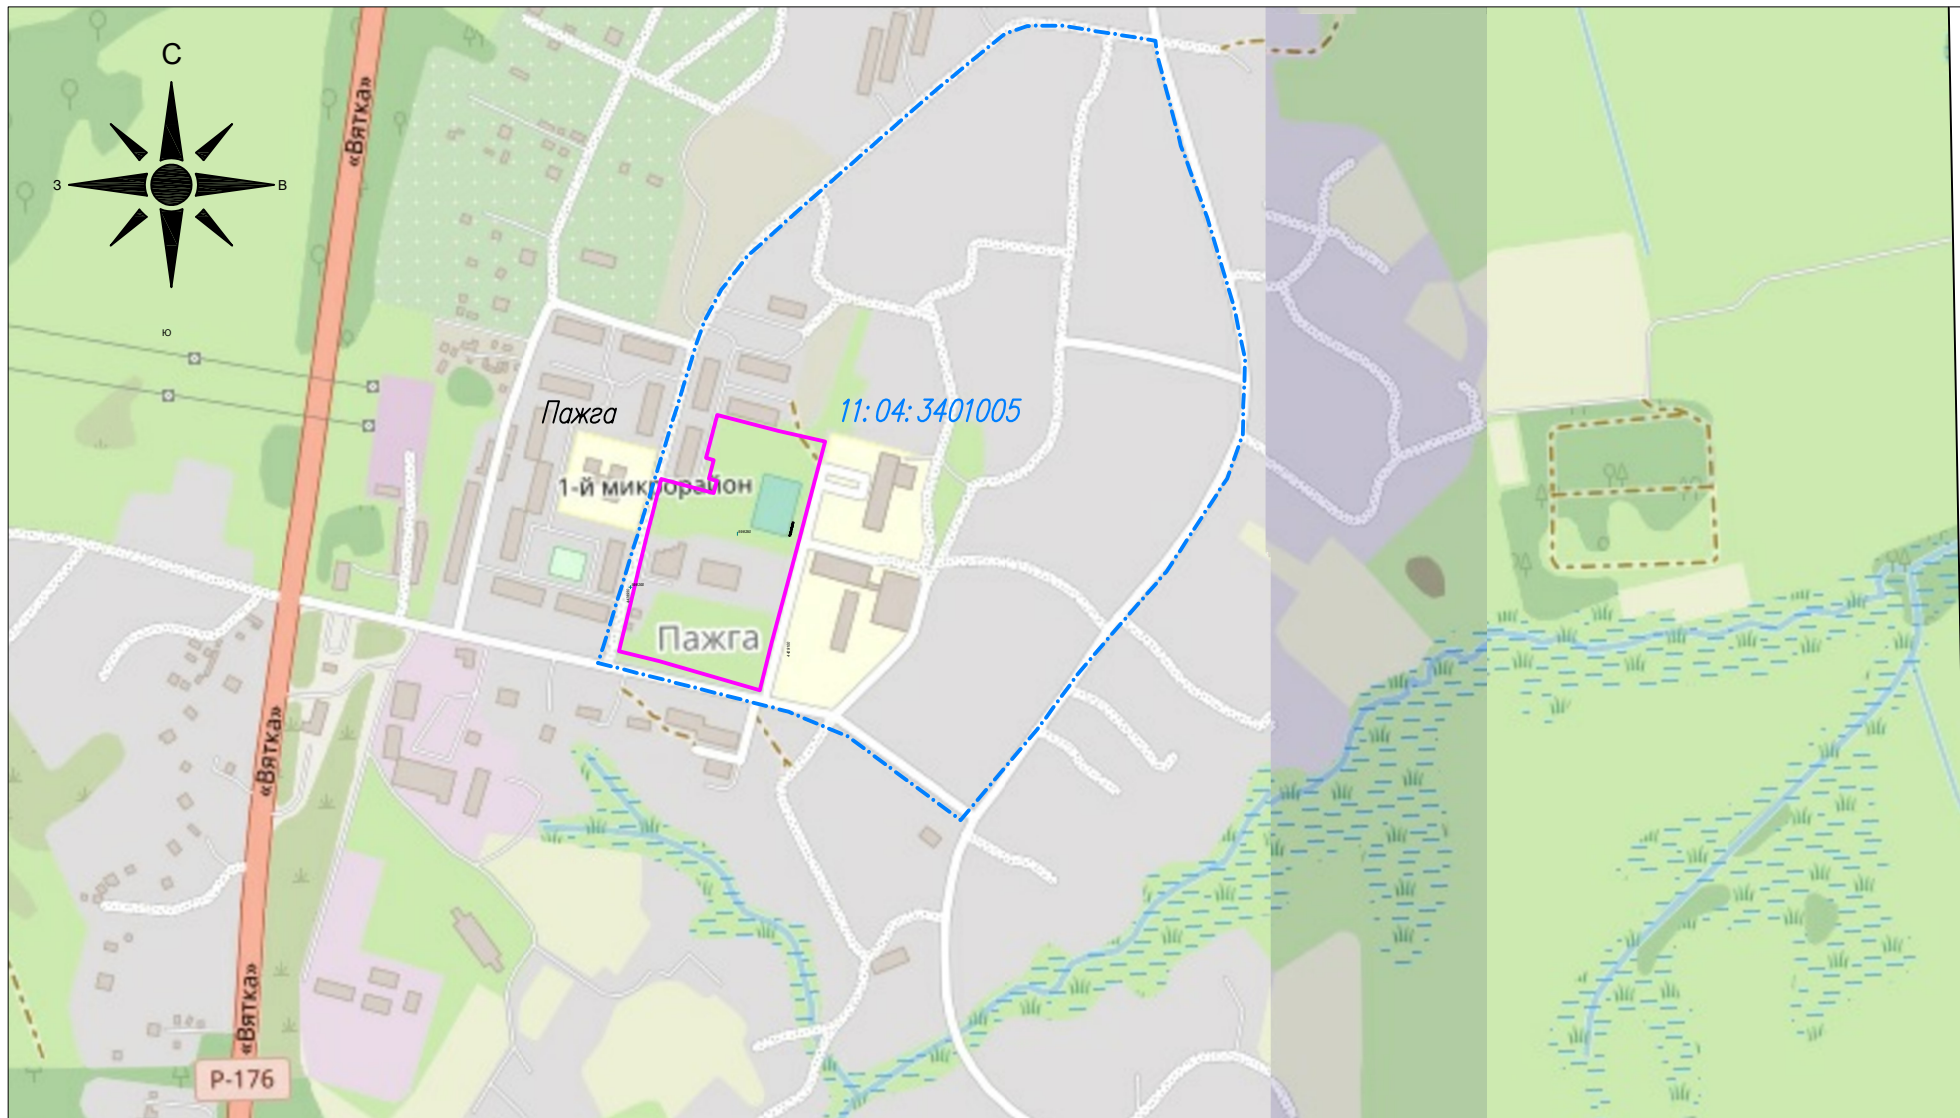 С
«Вятка»
З
В
Ю
Пажга
11:04:3401005
1-й микрорайон
Пажга
«Вятка»
«Вятка»
Р-176